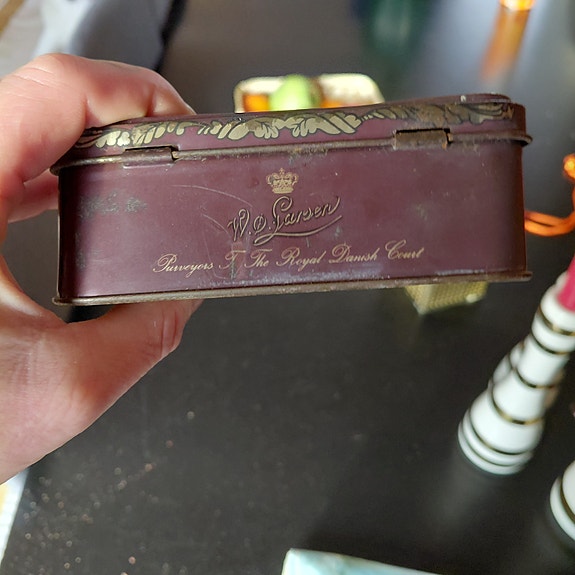 W.Ø. Larsen
Purveyors To The Royal Danish Court